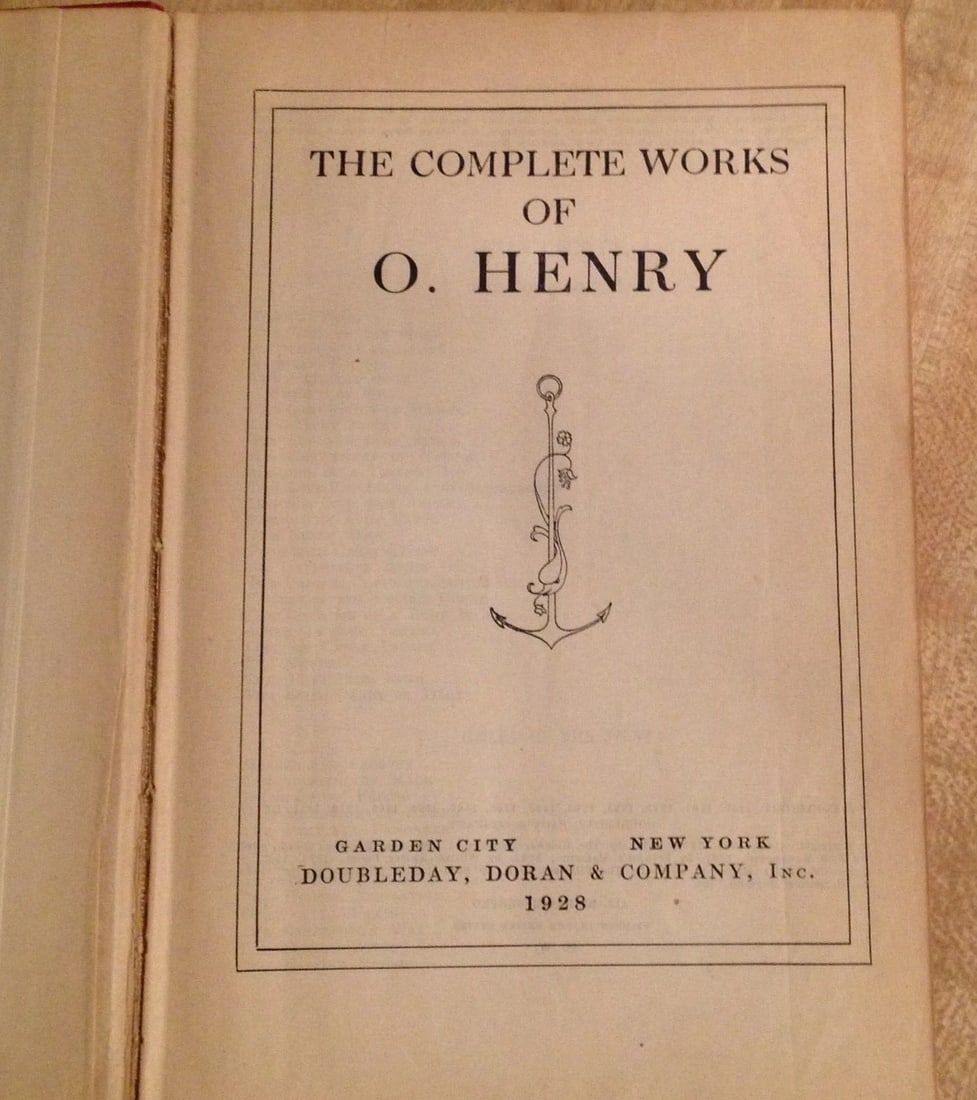 THE COMPLETE WORKS
OF
O. HENRY
GARDEN CITY NEW YORK
DOUBLEDAY, DORAN & COMPANY, INC.
1928